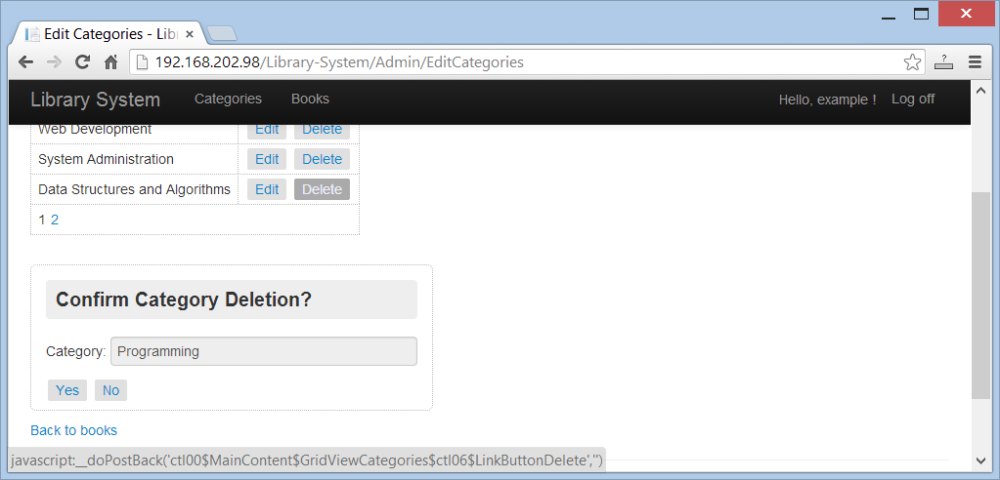 Edit Categories - Lib
192.168.202.98/Library-System/Admin/EditCategories
Library System Categories Books Hello, example ! Log off
Web Development Edit Delete
System Administration Edit Delete
Data Structures and Algorithms Edit Delete
1 2
Confirm Category Deletion?
Category: Programming
Yes No
Back to books
javascript:__doPostBack('ctl00$MainContent$GridViewCategories$ctl06$LinkButtonDelete','')